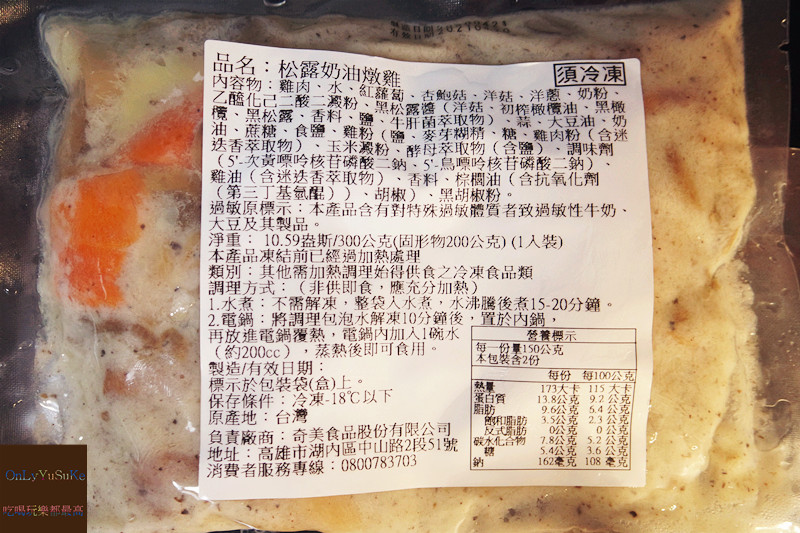 品名：松露奶油燉雞
須冷凍
內容物：雞肉、水、紅蘿蔔、杏鮑菇、洋菇、洋蔥、奶粉、
乙醯化己二酸二澱粉、黑松露醬（洋菇、初榨橄欖油、黑橄
欖、黑松露、香料、鹽、牛肝菌萃取物）、蒜、大豆油、奶
油、蔗糖、食鹽、雞粉（鹽、麥芽糊精、糖、雞肉粉（含迷
迭香萃取物）、玉米澱粉、酵母萃取物（含鹽）、調味劑
（5'-次黃嘌呤核苷磷酸二鈉、5'-鳥嘌呤核苷磷酸二鈉）、
雞油（含迷迭香萃取物）、香料、棕櫚油（含抗氧化劑
（第三丁基氫醌））、胡椒）、黑胡椒粉。
過敏原標示：本產品含有對特殊過敏體質者致過敏性牛奶、
大豆及其製品。
淨重： 10.59盎斯/300公克(固形物200公克) (1入裝)
本產品凍結前已經過加熱處理
類別：其他需加熱調理始得供食之冷凍食品類
調理方式：（非供即食，應充分加熱）
1.水煮：不需解凍，整袋入水煮，水沸騰後煮15-20分鐘。
2.電鍋：將調理包泡水解凍10分鐘後，置於內鍋，
再放進電鍋覆熱，電鍋內加入1碗水
（約200cc），蒸熱後即可食用。
製造/有效日期：
標示於包裝袋(盒)上。
保存條件：冷凍-18℃以下
原產地：台灣
負責廠商：奇美食品股份有限公司
地址：高雄市湖內區中山路2段51號
消費者服務專線：0800783703
營養標示
每一份量150公克
本包裝含2份
每份 每100公克
熱量 173大卡 115 大卡
蛋白質 13.8公克 9.2 公克
脂肪 9.6公克 6.4 公克
飽和脂肪 3.5公克 2.3 公克
反式脂肪 0公克 0 公克
碳水化合物 7.8公克 5.2 公克
糖 5.4公克 3.6 公克
鈉 162毫克 108 毫克
OnLyYuSuKe
吃喝玩樂都最高